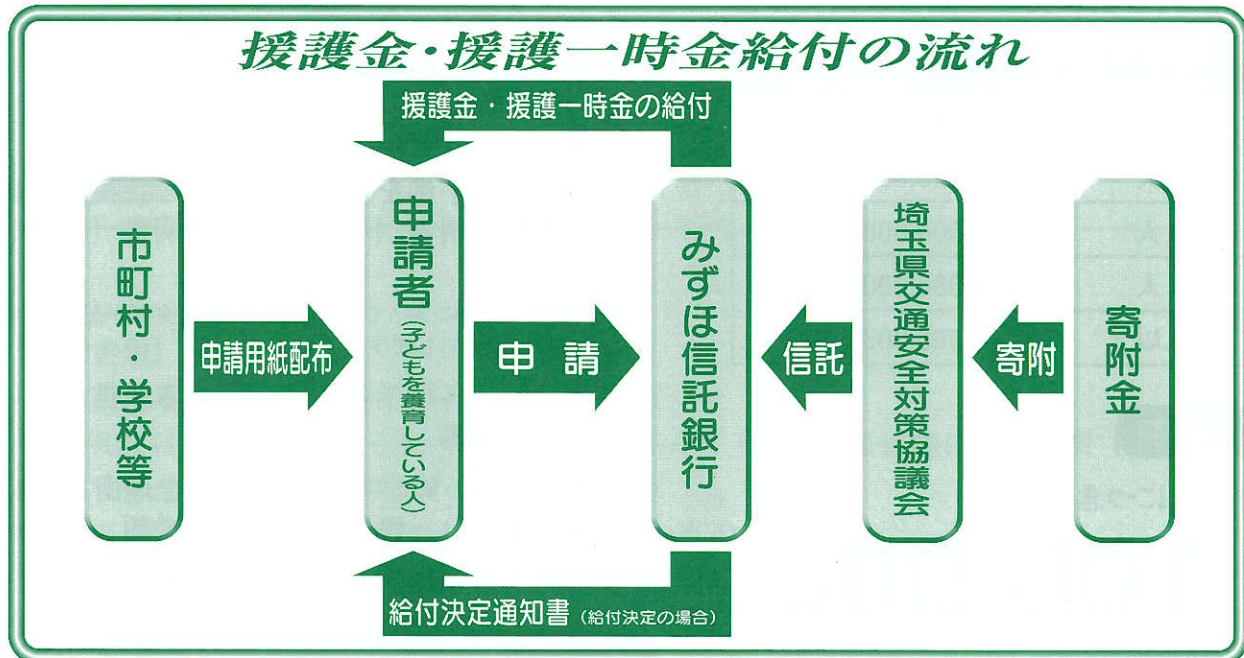 援護金・援護一時金給付の流れ
援護金・援護一時金の給付
市町村・学校等
申請用紙配布
申請者(子どもを養育している人)
申請
みずほ信託銀行
信託
埼玉県交通安全対策協議会
寄附
寄附金
給付決定通知書(給付決定の場合)